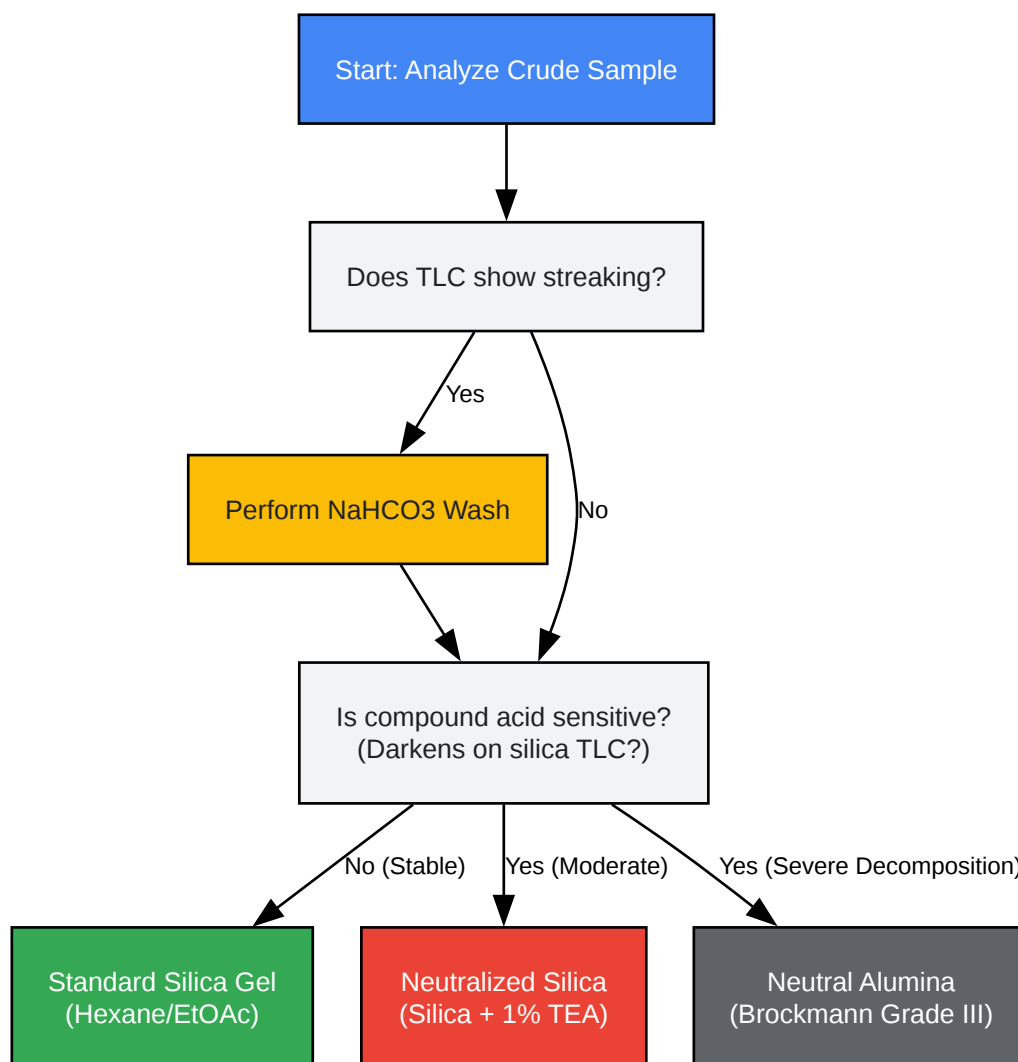 Start: Analyze Crude Sample
Does TLC show streaking?
Yes
Perform NaHCO3 Wash
No
Is compound acid sensitive?
(Darkens on silica TLC?)
No (Stable)
Yes (Moderate)
Yes (Severe Decomposition)
Standard Silica Gel
(Hexane/EtOAc)
Neutralized Silica
(Silica + 1% TEA)
Neutral Alumina
(Brockmann Grade III)